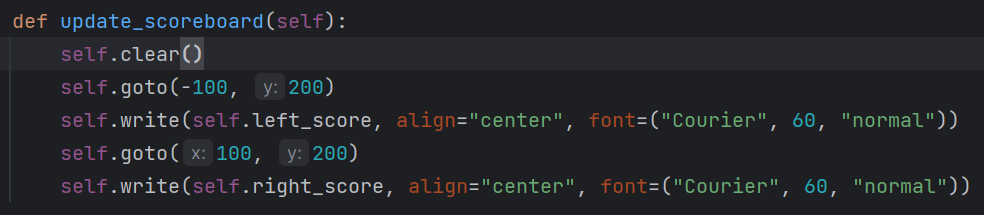 def update_scoreboard(self):
    self.clear()
    self.goto(-100, y: 200)
    self.write(self.left_score, align="center", font=("Courier", 60, "normal"))
    self.goto( x: 100, y: 200)
    self.write(self.right_score, align="center", font=("Courier", 60, "normal"))